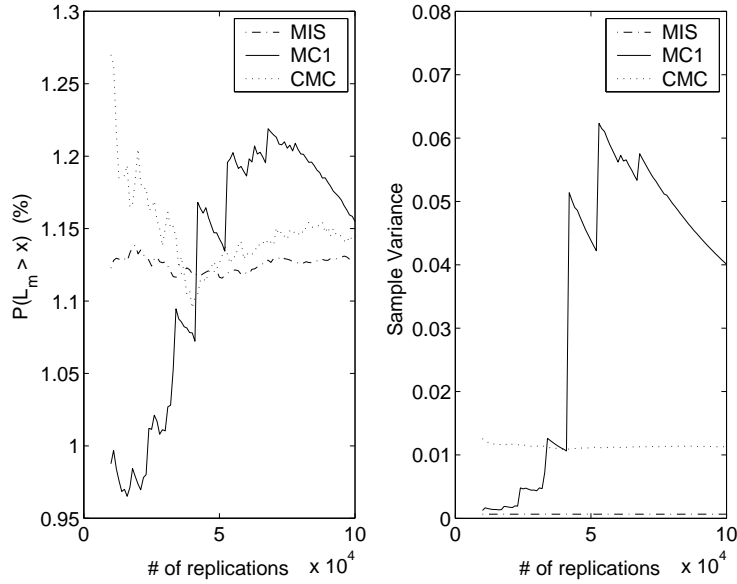 P(L_m > x) (%)
1.3
1.25
1.2
1.15
1.1
1.05
1
0.95
0
5
10
# of replications
x 10^4
MIS
MC1
CMC
Sample Variance
0.08
0.07
0.06
0.05
0.04
0.03
0.02
0.01
0
0
5
10
# of replications
x 10^4
MIS
MC1
CMC